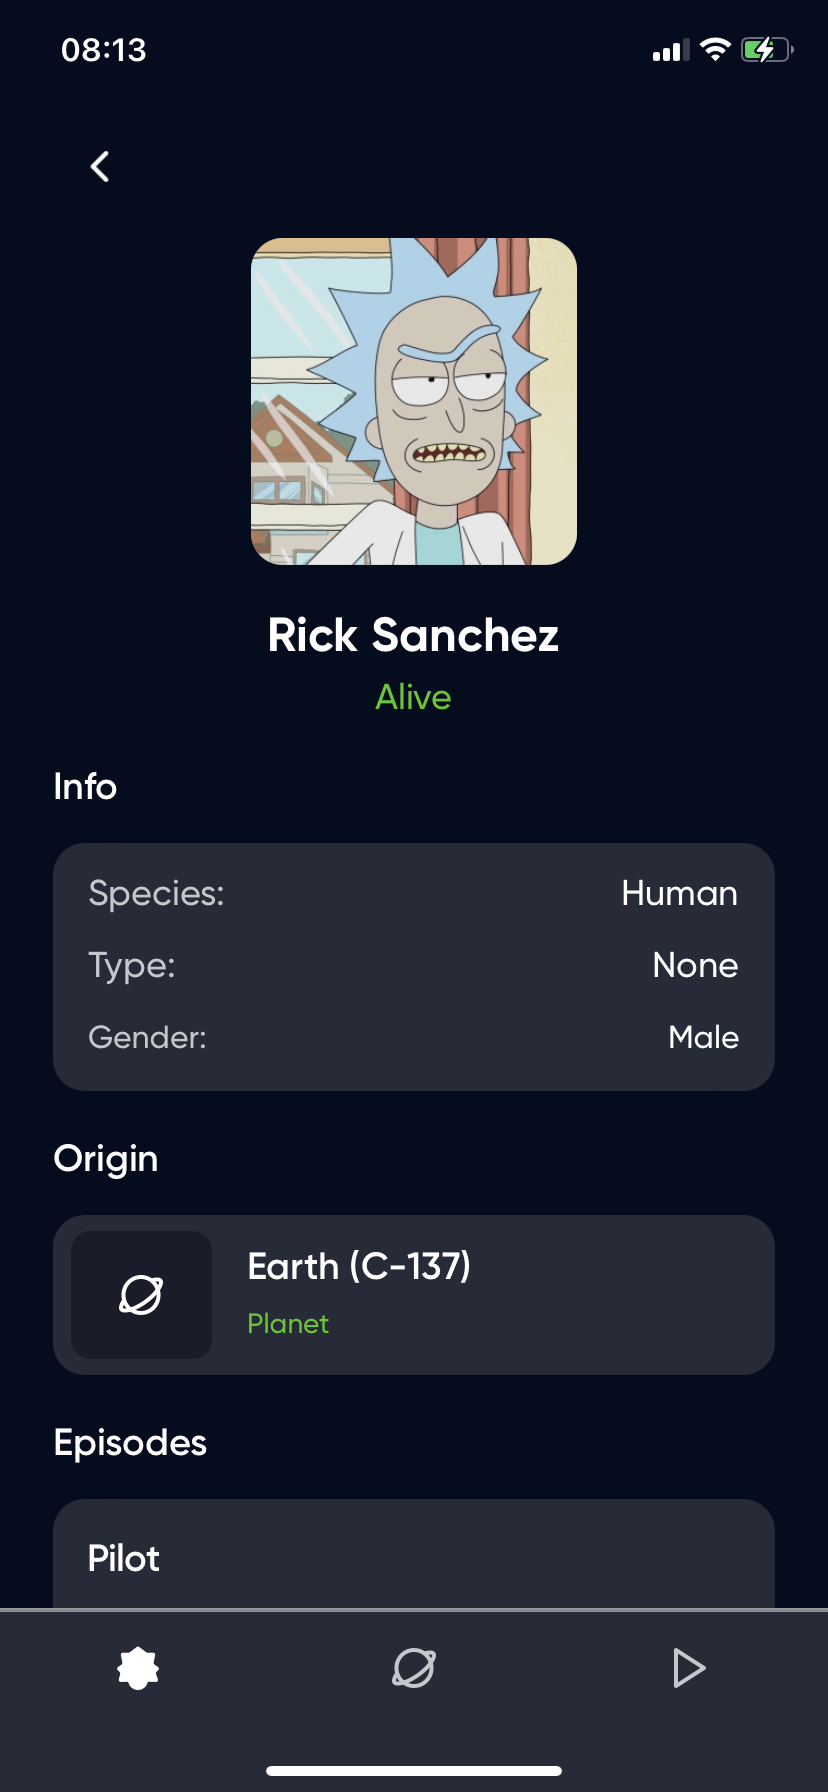 08:13
Rick Sanchez
Alive
Info
Species: Human
Type: None
Gender: Male
Origin
Earth (C-137)
Planet
Episodes
Pilot